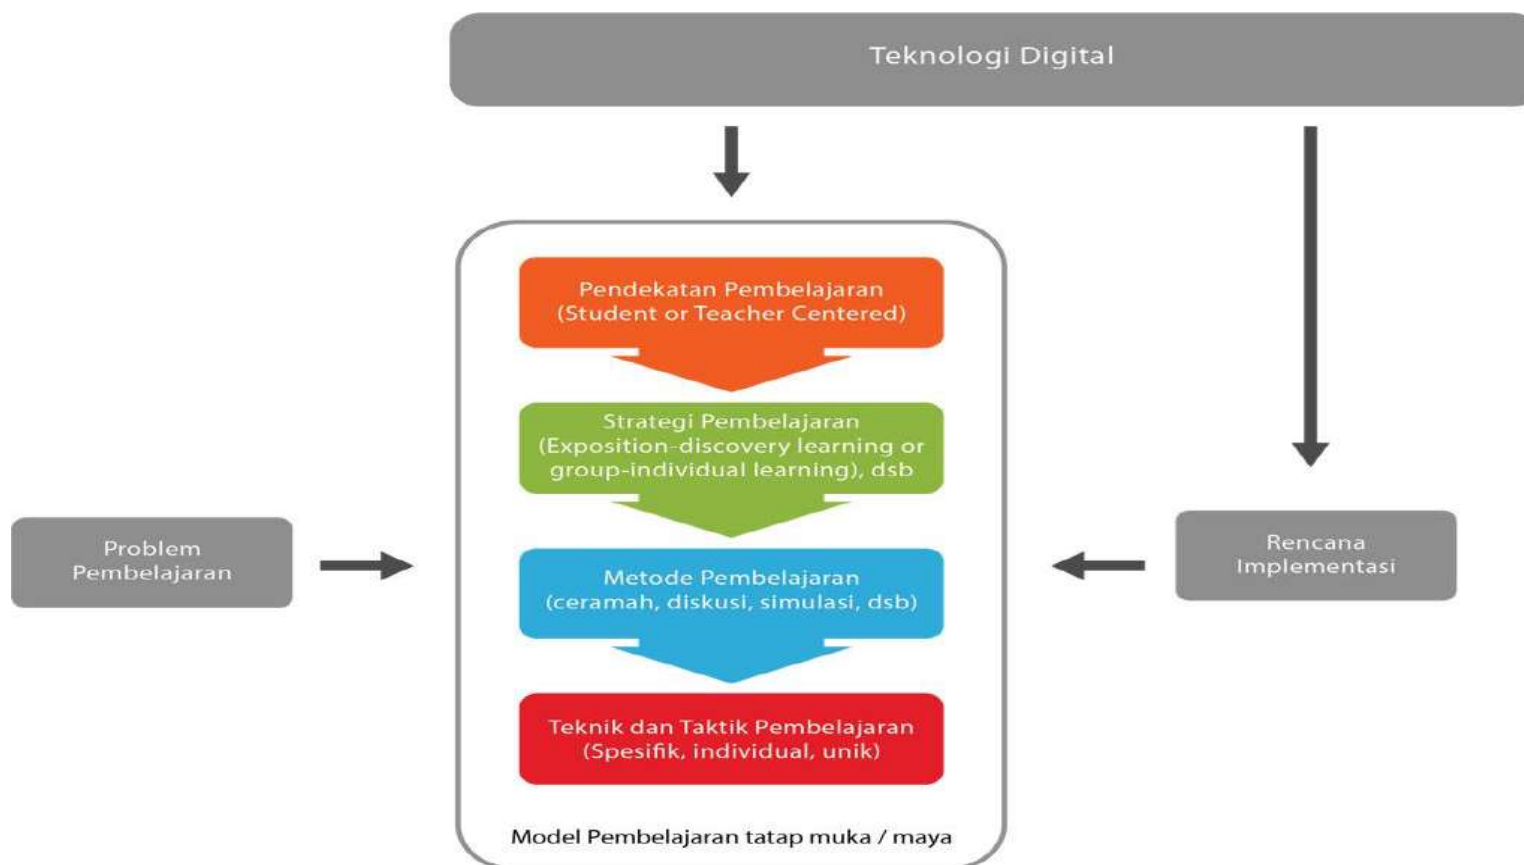 Teknologi Digital
Pendekatan Pembelajaran
(Student or Teacher Centered)
Strategi Pembelajaran
(Exposition-discovery learning or
group-individual learning), dsb
Problem
Pembelajaran
Metode Pembelajaran
(ceramah, diskusi, simulasi, dsb)
Rencana
Implementasi
Teknik dan Taktik Pembelajaran
(Spesifik, individual, unik)
Model Pembelajaran tatap muka / maya